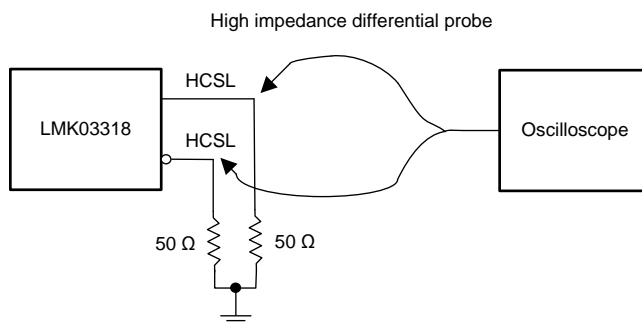 High impedance differential probe
HCSL
LMK03318
HCSL
Oscilloscope
50 Ω
50 Ω